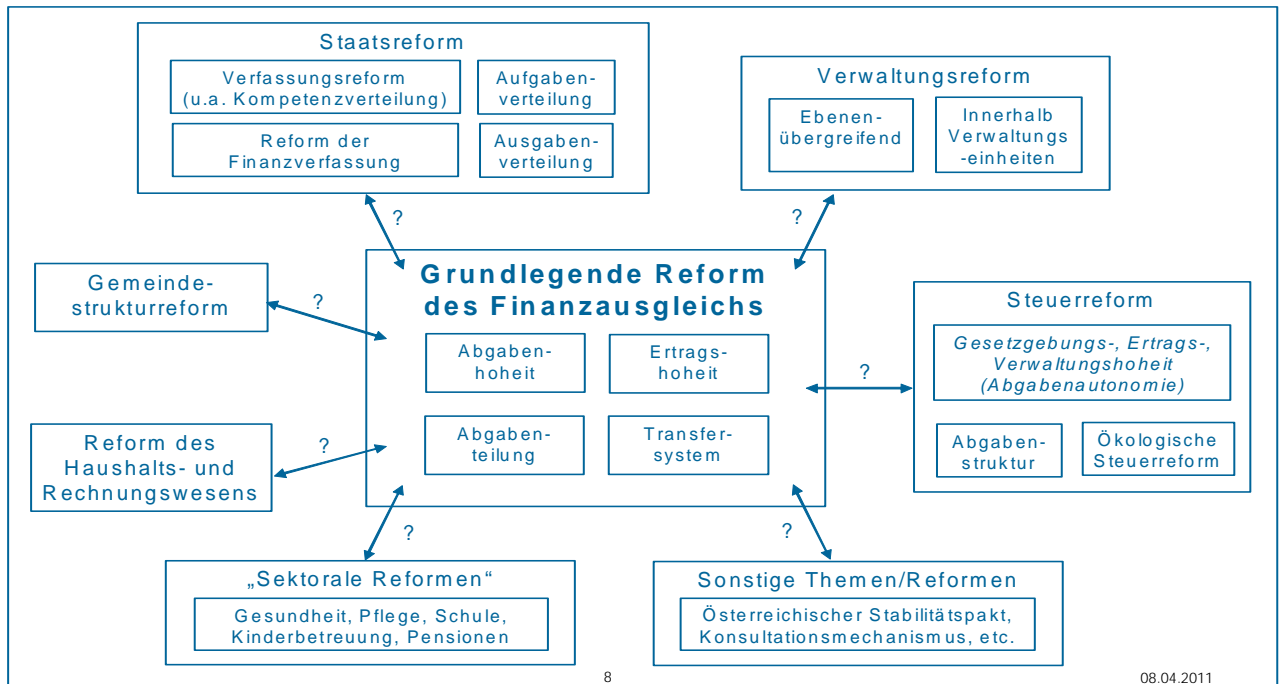 Staatsreform
Verfassungsreform
(u.a. Kompetenzverteilung)
Aufgaben-
verteilung
Reform der
Finanzverfassung
Ausgaben-
verteilung
Verwaltungsreform
Ebenen-
übergreifend
Innerhalb
Verwaltungs
-einheiten
?
?
Gemeinde-
strukturreform
?
Grundlegende Reform
des Finanzausgleichs
Abgaben-
hoheit
Ertrags-
hoheit
Abgaben-
teilung
Transfer-
system
?
Steuerreform
Gesetzgebungs-, Ertrags-,
Verwaltungshoheit
(Abgabenautonomie)
Abgaben-
struktur
Ökologische
Steuerreform
Reform des
Haushalts- und
Rechnungswesens
?
?
?
„Sektorale Reformen“
Gesundheit, Pflege, Schule,
Kinderbetreuung, Pensionen
Sonstige Themen/Reformen
Österreichischer Stabilitätspakt,
Konsultationsmechanismus, etc.
8
08.04.2011